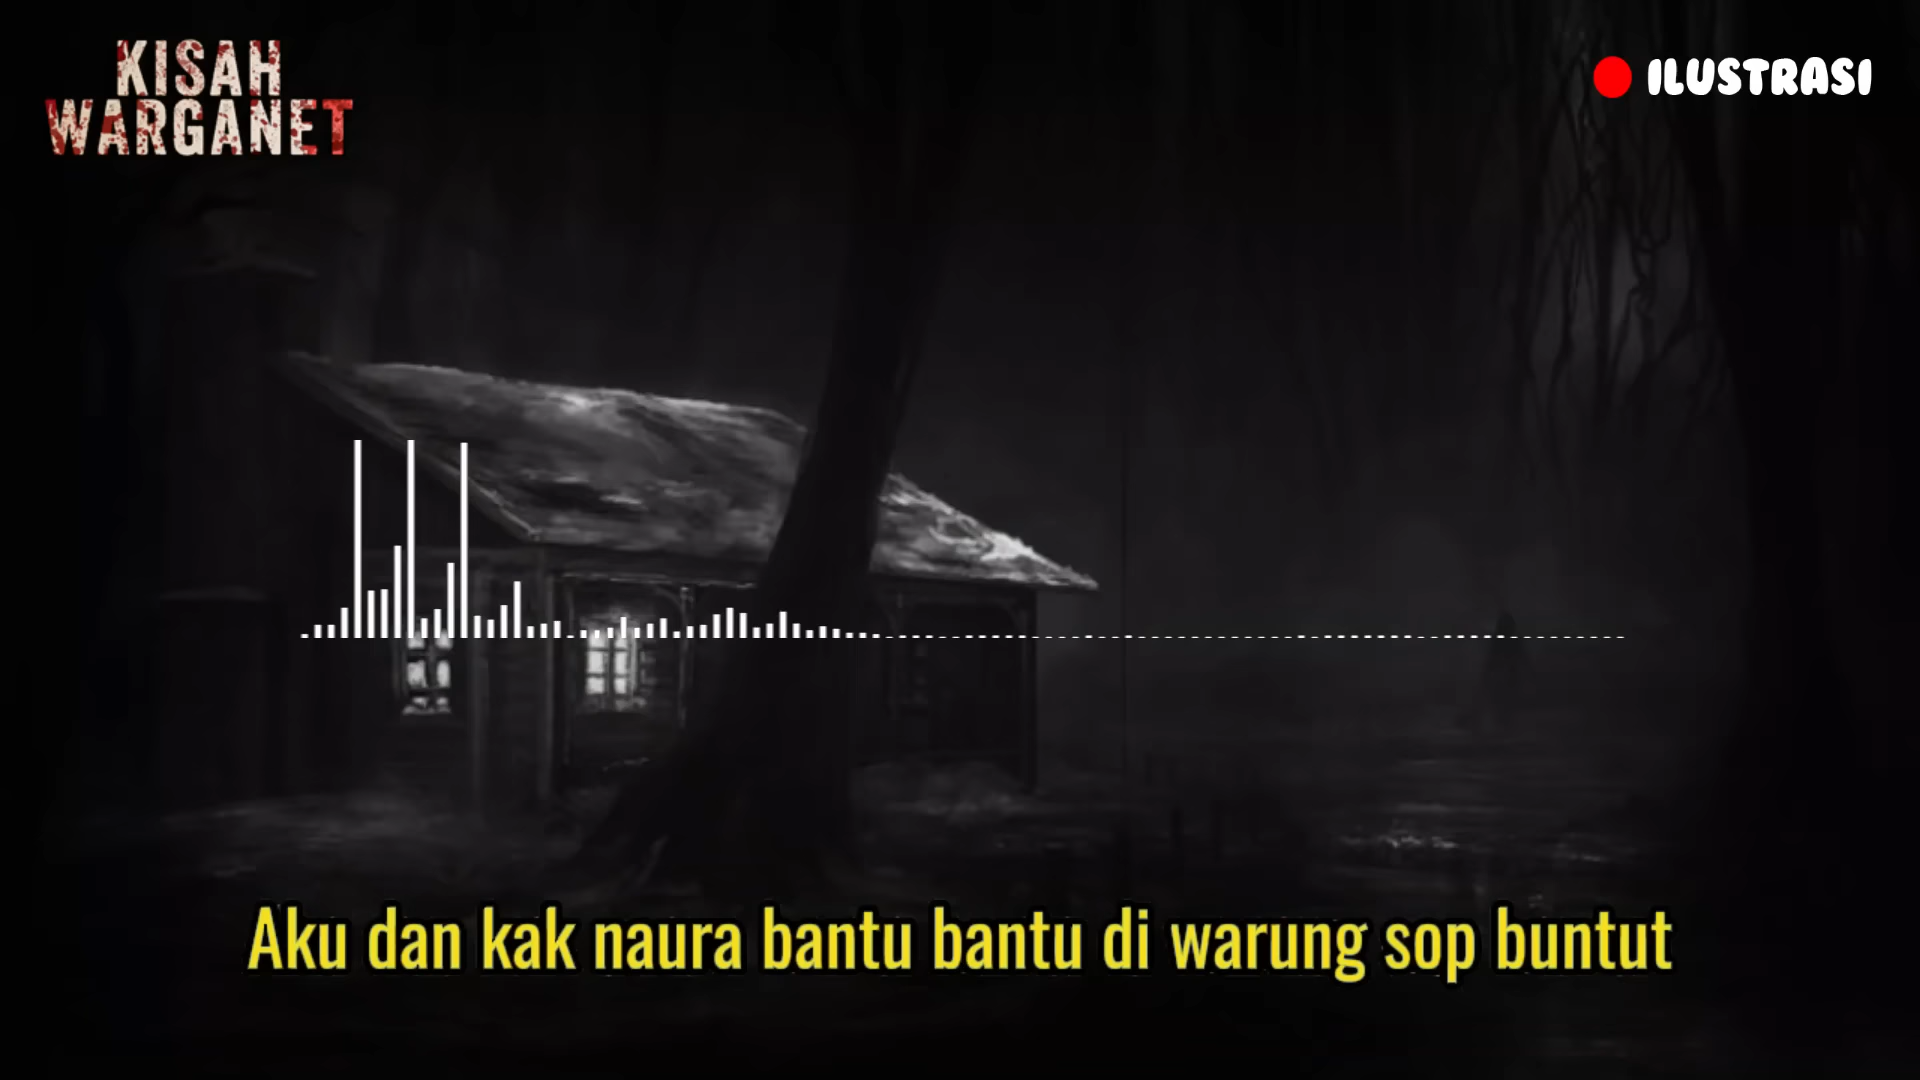 KISAH
WARGANET
ILUSTRASI
Aku dan kak naura bantu bantu di warung sop buntut